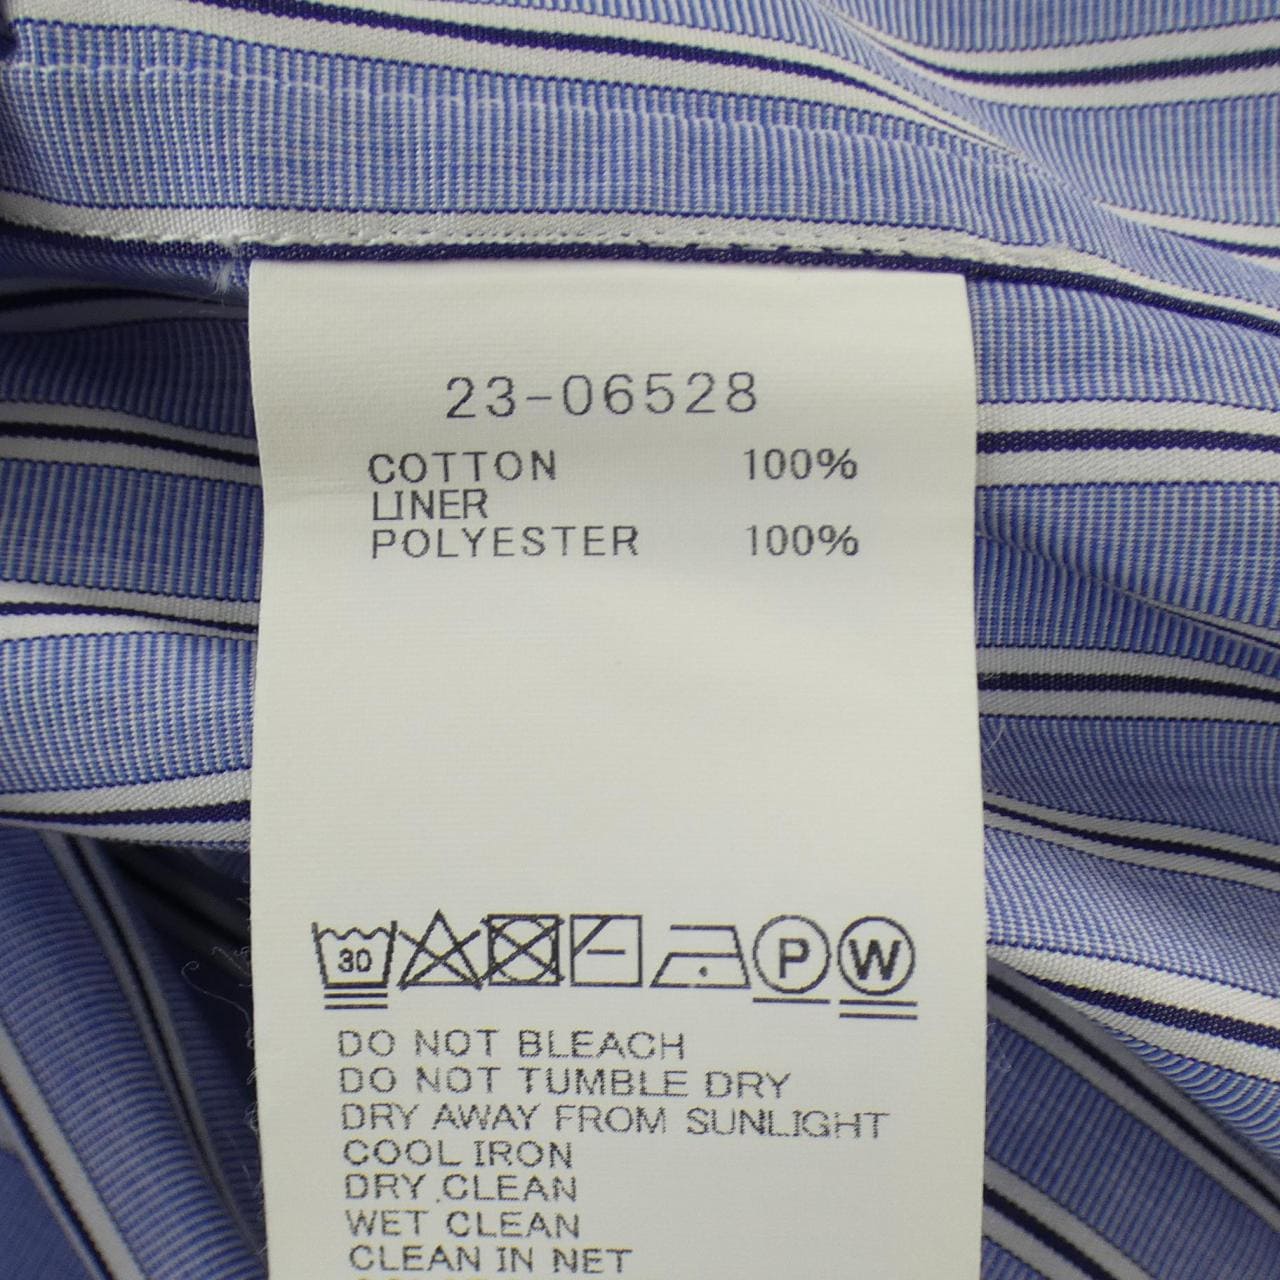 23-06528
COTTON 100%
LINER
POLYESTER 100%
30 P W
DO NOT BLEACH
DO NOT TUMBLE DRY
DRY AWAY FROM SUNLIGHT
COOL IRON
DRY CLEAN
WET CLEAN
CLEAN IN NET